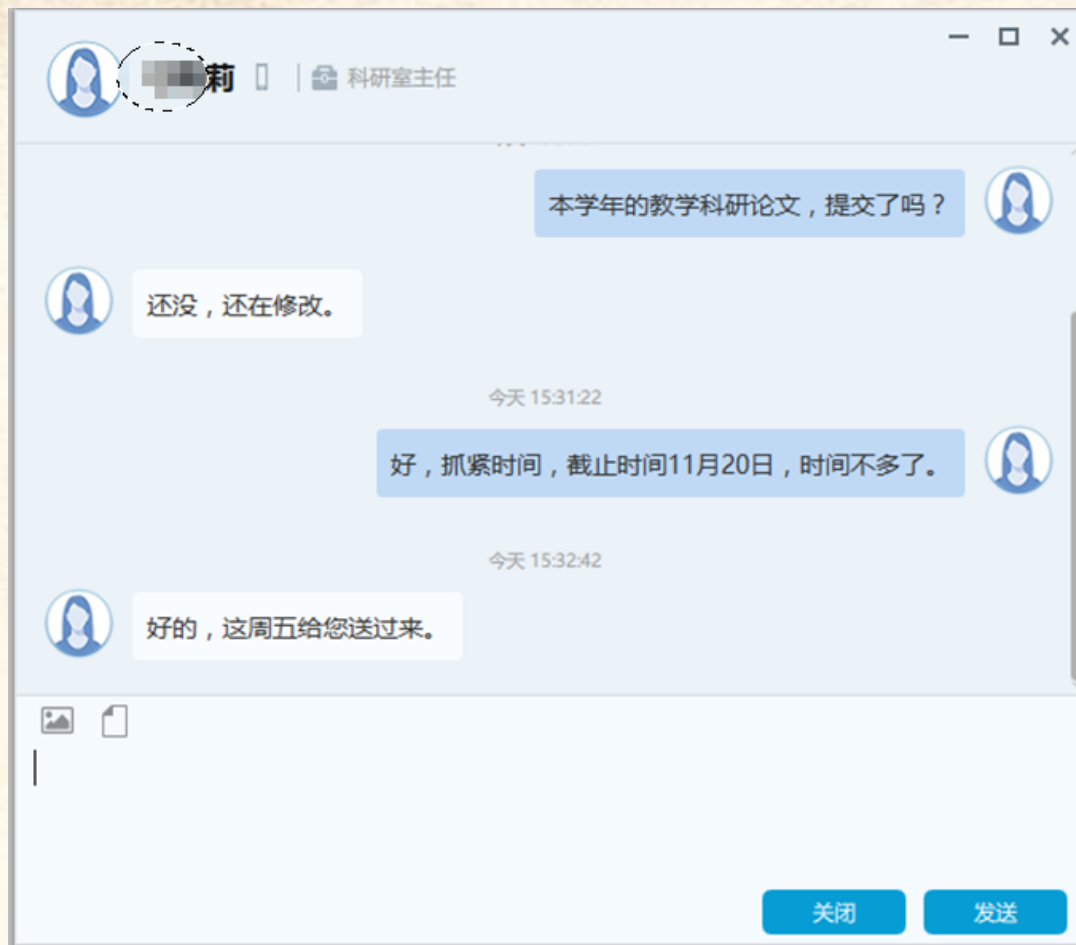 莉 科研室主任
本学年的教学科研论文，提交了吗？
还没，还在修改。
今天 15:31:22
好，抓紧时间，截止时间11月20日，时间不多了。
今天 15:32:42
好的，这周五给您送过来。
关闭 发送